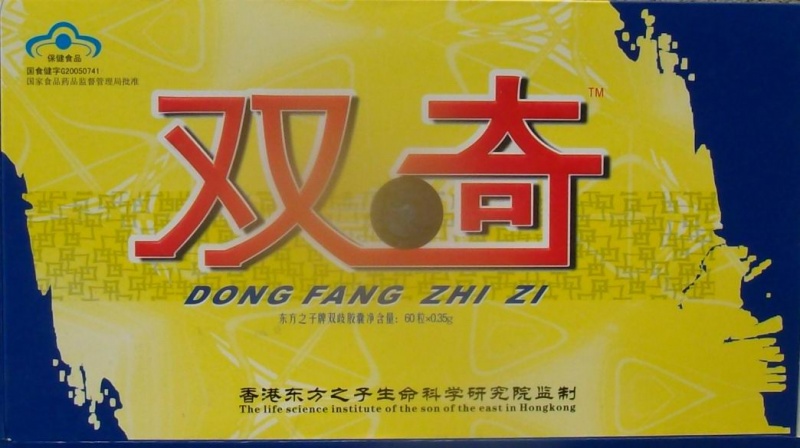 保健食品
国食健字G20050741
国家食品药品监督管理局批准
双奇 TM
DONG FANG ZHI ZI
东方之子牌双歧胶囊净含量：60粒×0.35g
香港东方之子生命科学研究院监制
The life science institute of the son of the east in Hongkong